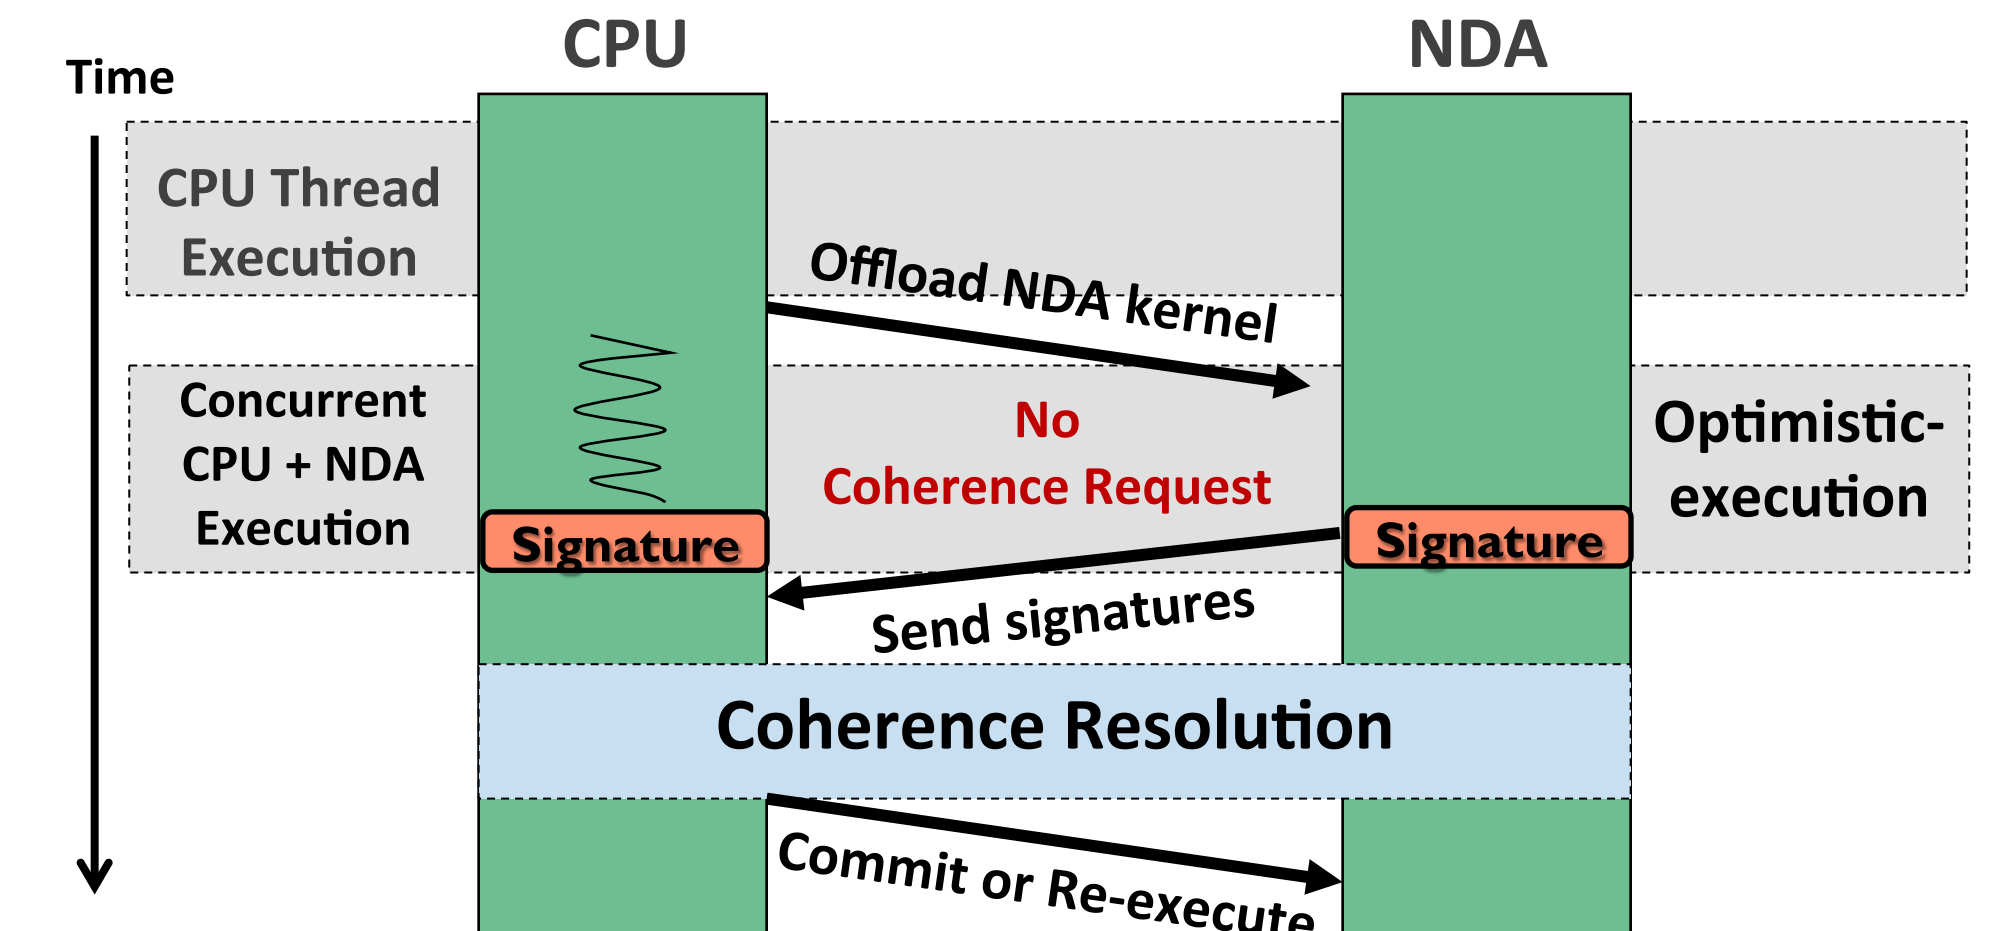 CPU
NDA
Time
CPU Thread
Execution
Offload NDA kernel
Concurrent
CPU + NDA
Execution
No
Coherence Request
Optimistic-
execution
Signature
Signature
Send signatures
Coherence Resolution
Commit or Re-execute